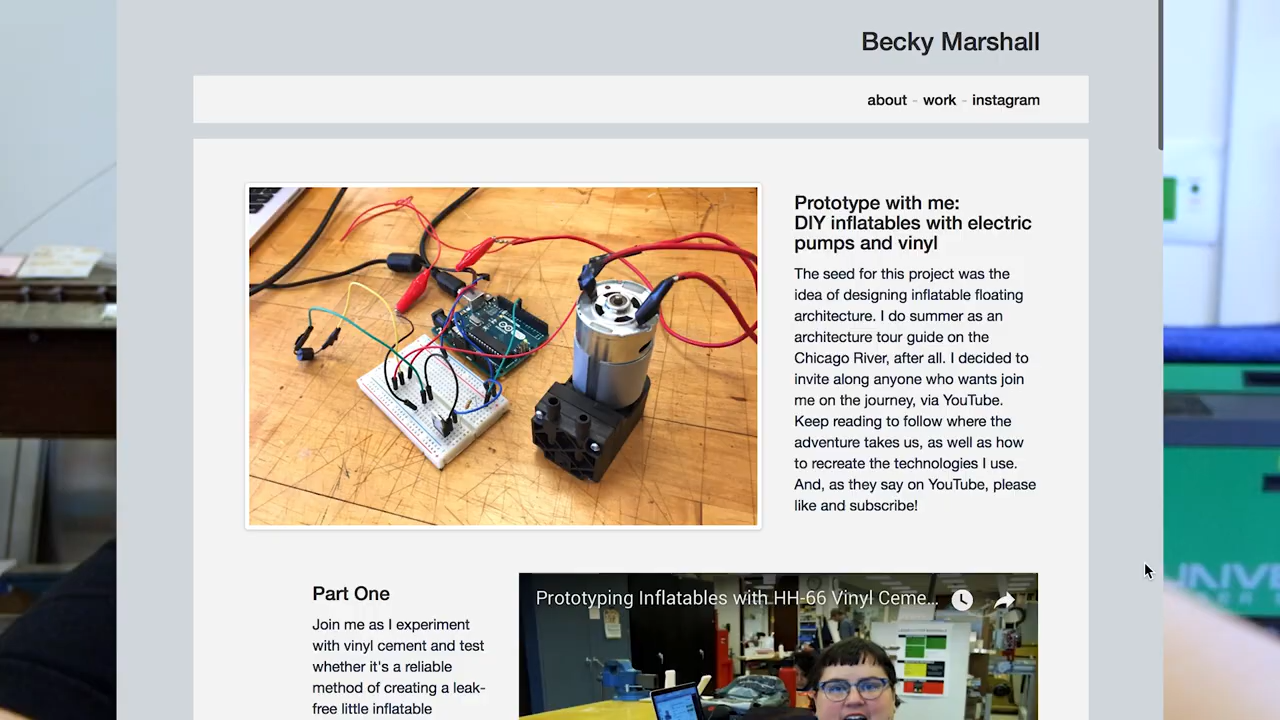 Becky Marshall
about - work - instagram
Prototype with me:
DIY inflatables with electric
pumps and vinyl
The seed for this project was the
idea of designing inflatable floating
architecture. I do summer as an
architecture tour guide on the
Chicago River, after all. I decided to
invite along anyone who wants join
me on the journey, via YouTube.
Keep reading to follow where the
adventure takes us, as well as how
to recreate the technologies I use.
And, as they say on YouTube, please
like and subscribe!
Part One
Join me as I experiment
with vinyl cement and test
whether it's a reliable
method of creating a leak-
free little inflatable
Prototyping Inflatables with HH-66 Vinyl Ceme...